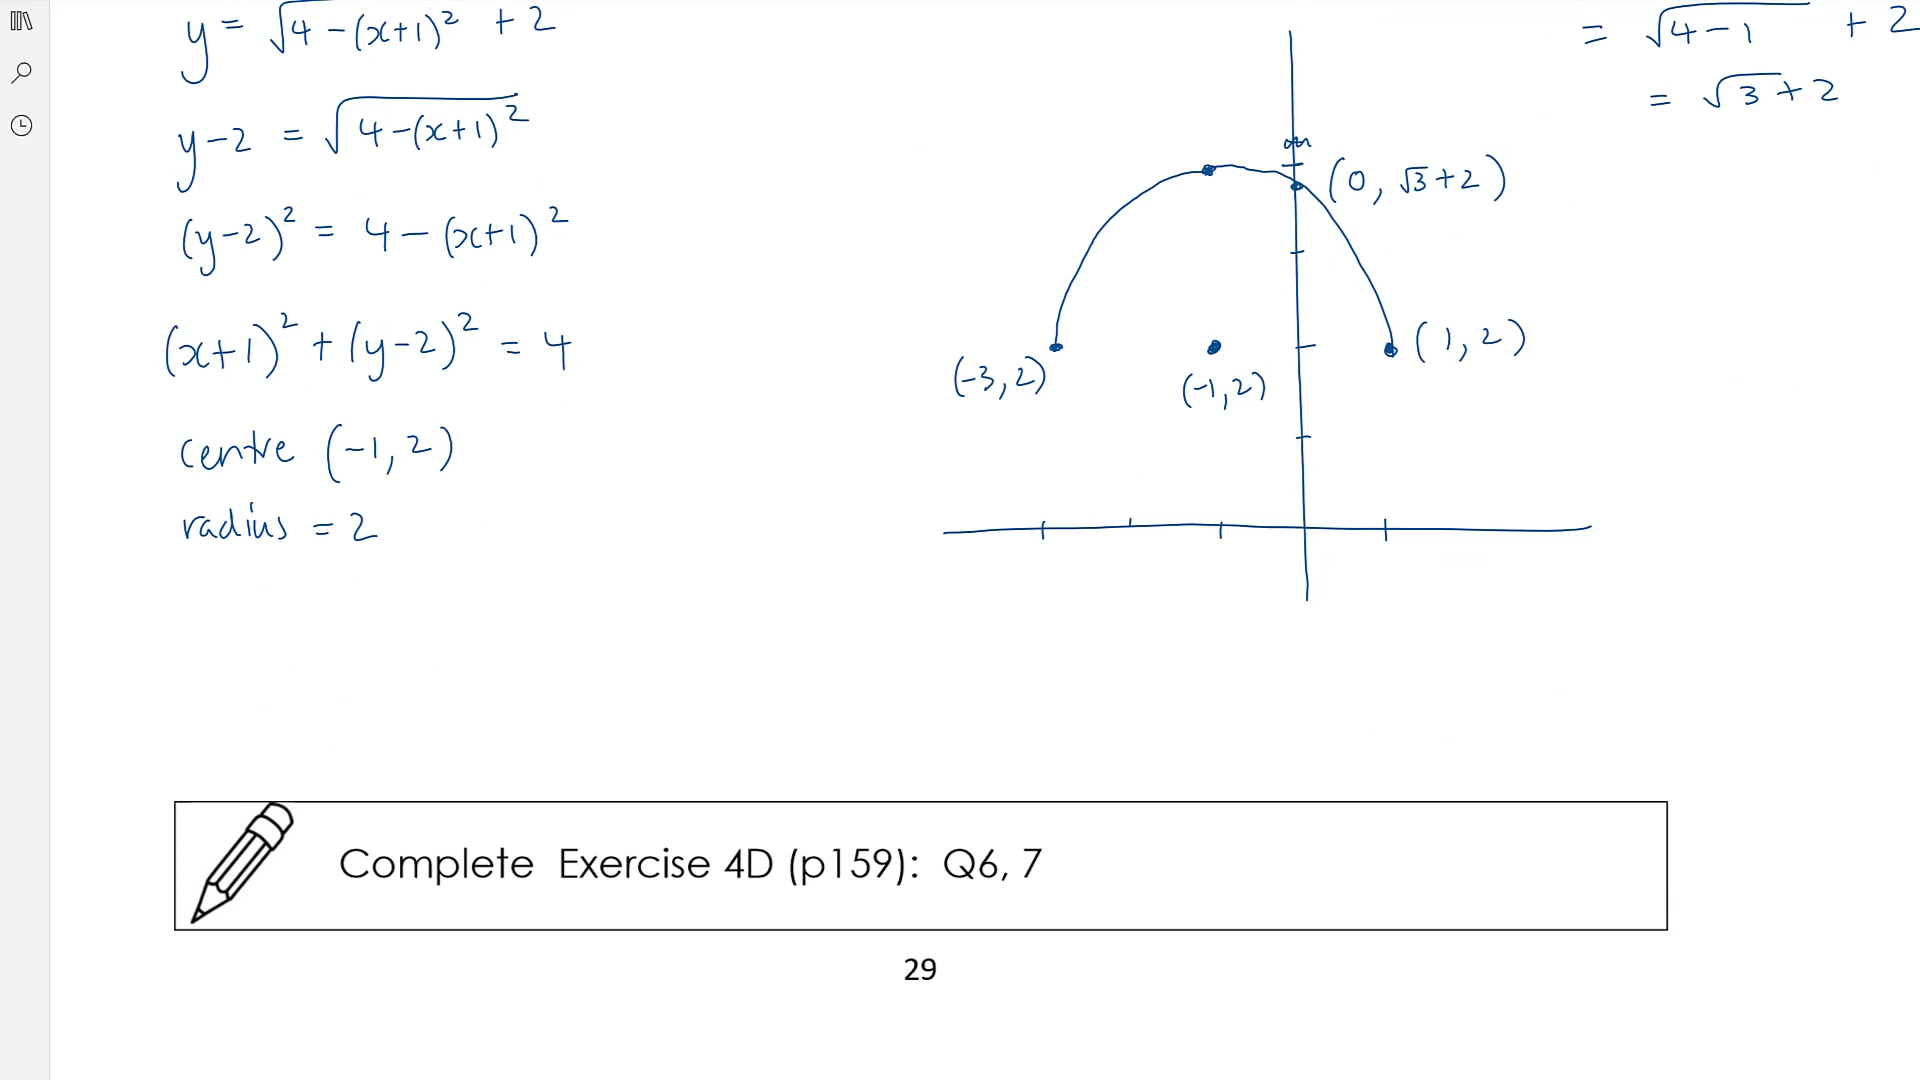 y = √4-(x+1)² + 2
y-2 = √4-(x+1)²
(y-2)² = 4-(x+1)²
(x+1)² + (y-2)² = 4
centre (-1, 2)
radius = 2
= √4-1 + 2
= √3+2
(0, √3+2)
(-3, 2)
(-1, 2)
(1, 2)
Complete Exercise 4D (p159): Q6, 7
29